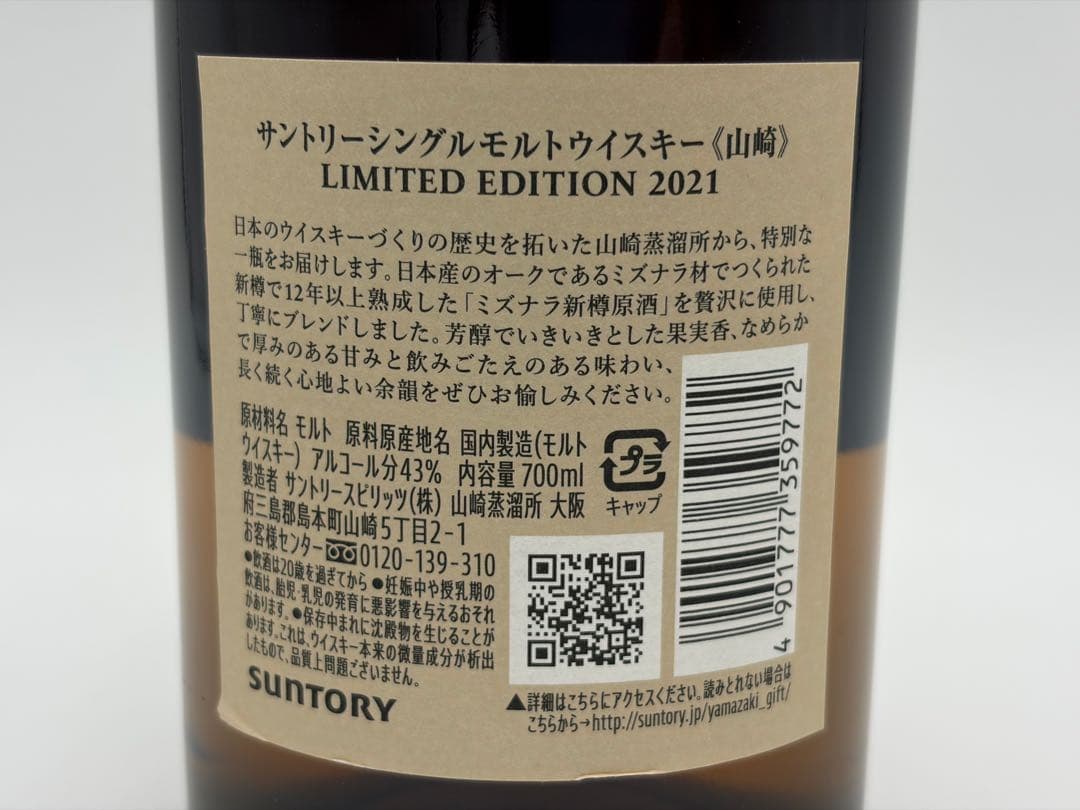 サントリーシングルモルトウイスキー《山崎》
LIMITED EDITION 2021
日本のウイスキーづくりの歴史を拓いた山崎蒸溜所から、特別な
一瓶をお届けします。日本産のオークであるミズナラ材でつくられた
新樽で12年以上熟成した「ミズナラ新樽原酒」を贅沢に使用し、
丁寧にブレンドしました。芳醇でいきいきとした果実香、なめらか
で厚みのある甘みと飲みごたえのある味わい、
長く続く心地よい余韻をぜひお愉しみください。
原材料名 モルト 原料原産地名 国内製造(モルト
ウイスキー) アルコール分43% 内容量 700ml
製造者 サントリースピリッツ(株) 山崎蒸溜所 大阪
府三島郡島本町山崎5丁目2-1
お客様センター 0120-139-310
●飲酒は20歳を過ぎてから ●妊娠中や授乳期の
飲酒は、胎児・乳児の発育に悪影響を与えるおそれ
があります。●保存中まれに沈殿物を生じることが
あります。これは、ウイスキー本来の微量成分が析出
したもので、品質上問題ございません。
SUNTORY
プラ
キャップ
4 901777 359772
▲詳細はこちらにアクセスください。読みとれない場合は
こちらから→http://suntory.jp/yamazaki_gift/